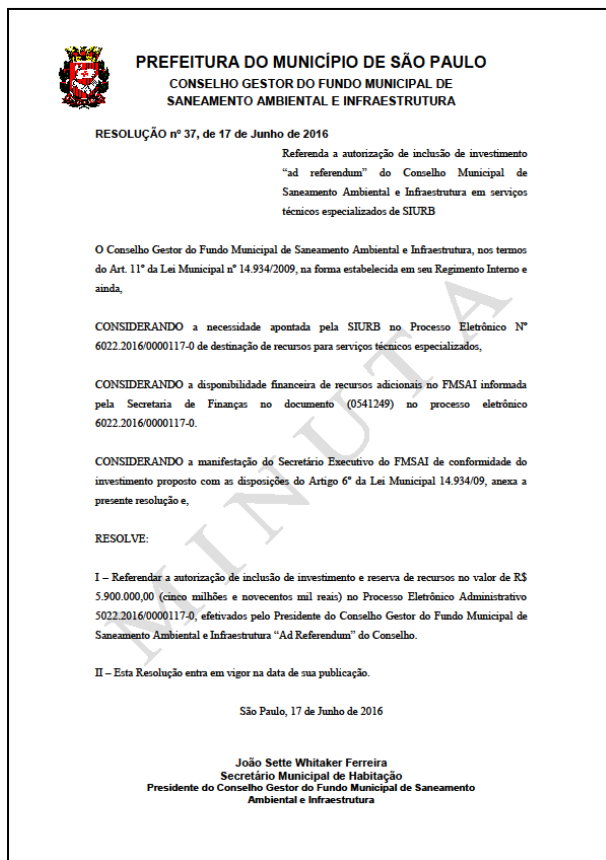 PREFEITURA DO MUNICÍPIO DE SÃO PAULO
CONSELHO GESTOR DO FUNDO MUNICIPAL DE
SANEAMENTO AMBIENTAL E INFRAESTRUTURA
RESOLUÇÃO nº 37, de 17 de Junho de 2016
Referenda a autorização de inclusão de investimento
“ad referendum” do Conselho Municipal de
Saneamento Ambiental e Infraestrutura em serviços
técnicos especializados de SIURB
O Conselho Gestor do Fundo Municipal de Saneamento Ambiental e Infraestrutura, nos termos
do Art. 11º da Lei Municipal nº 14.934/2009, na forma estabelecida em seu Regimento Interno e
ainda,
CONSIDERANDO a necessidade apontada pela SIURB no Processo Eletrônico Nº
6022.2016/0000117-0 de destinação de recursos para serviços técnicos especializados,
CONSIDERANDO a disponibilidade financeira de recursos adicionais no FMSAI informada
pela Secretaria de Finanças no documento (0541249) no processo eletrônico
6022.2016/0000117-0.
CONSIDERANDO a manifestação do Secretário Executivo do FMSAI de conformidade do
investimento proposto com as disposições do Artigo 6º da Lei Municipal 14.934/09, anexa a
presente resolução e,
RESOLVE:
I – Referendar a autorização de inclusão de investimento e reserva de recursos no valor de R$
5.900.000,00 (cinco milhões e novecentos mil reais) no Processo Eletrônico Administrativo
5022.2016/0000117-0, efetivados pelo Presidente do Conselho Gestor do Fundo Municipal de
Saneamento Ambiental e Infraestrutura “Ad Referendum” do Conselho.
II – Esta Resolução entra em vigor na data de sua publicação.
São Paulo, 17 de Junho de 2016
João Sette Whitaker Ferreira
Secretário Municipal de Habitação
Presidente do Conselho Gestor do Fundo Municipal de Saneamento
Ambiental e Infraestrutura
MINUTA